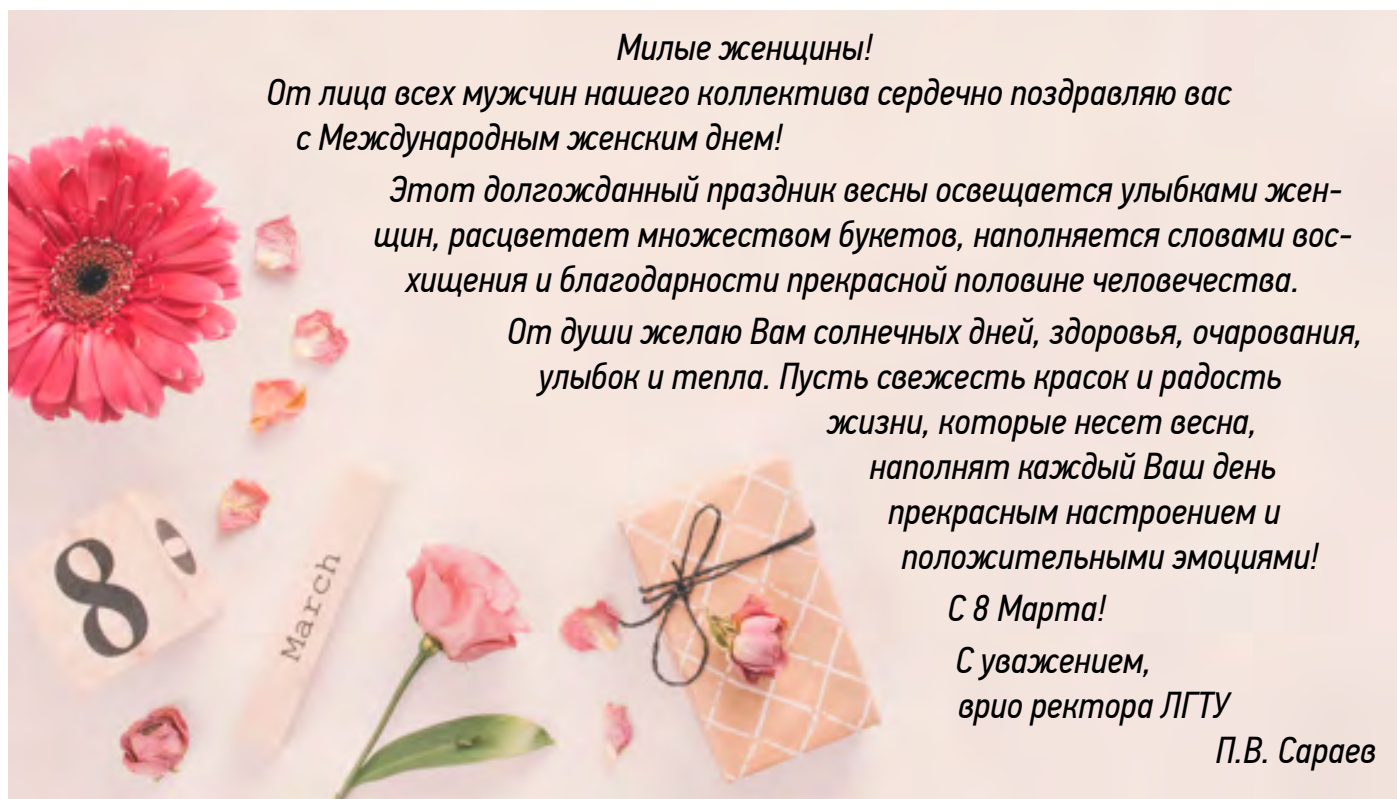 Милые женщины!
От лица всех мужчин нашего коллектива сердечно поздравляю вас
с Международным женским днем!
Этот долгожданный праздник весны освещается улыбками жен-
щин, расцветает множеством букетов, наполняется словами вос-
хищения и благодарности прекрасной половине человечества.
От души желаю Вам солнечных дней, здоровья, очарования,
улыбок и тепла. Пусть свежесть красок и радость
жизни, которые несет весна,
наполнят каждый Ваш день
прекрасным настроением и
положительными эмоциями!
С 8 Марта!
С уважением,
врио ректора ЛГТУ
П.В. Сараев
8
0
March